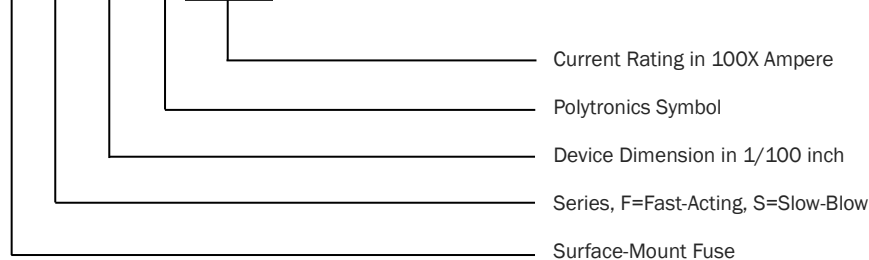 Current Rating in 100X Ampere
Polytronics Symbol
Device Dimension in 1/100 inch
Series, F=Fast-Acting, S=Slow-Blow
Surface-Mount Fuse